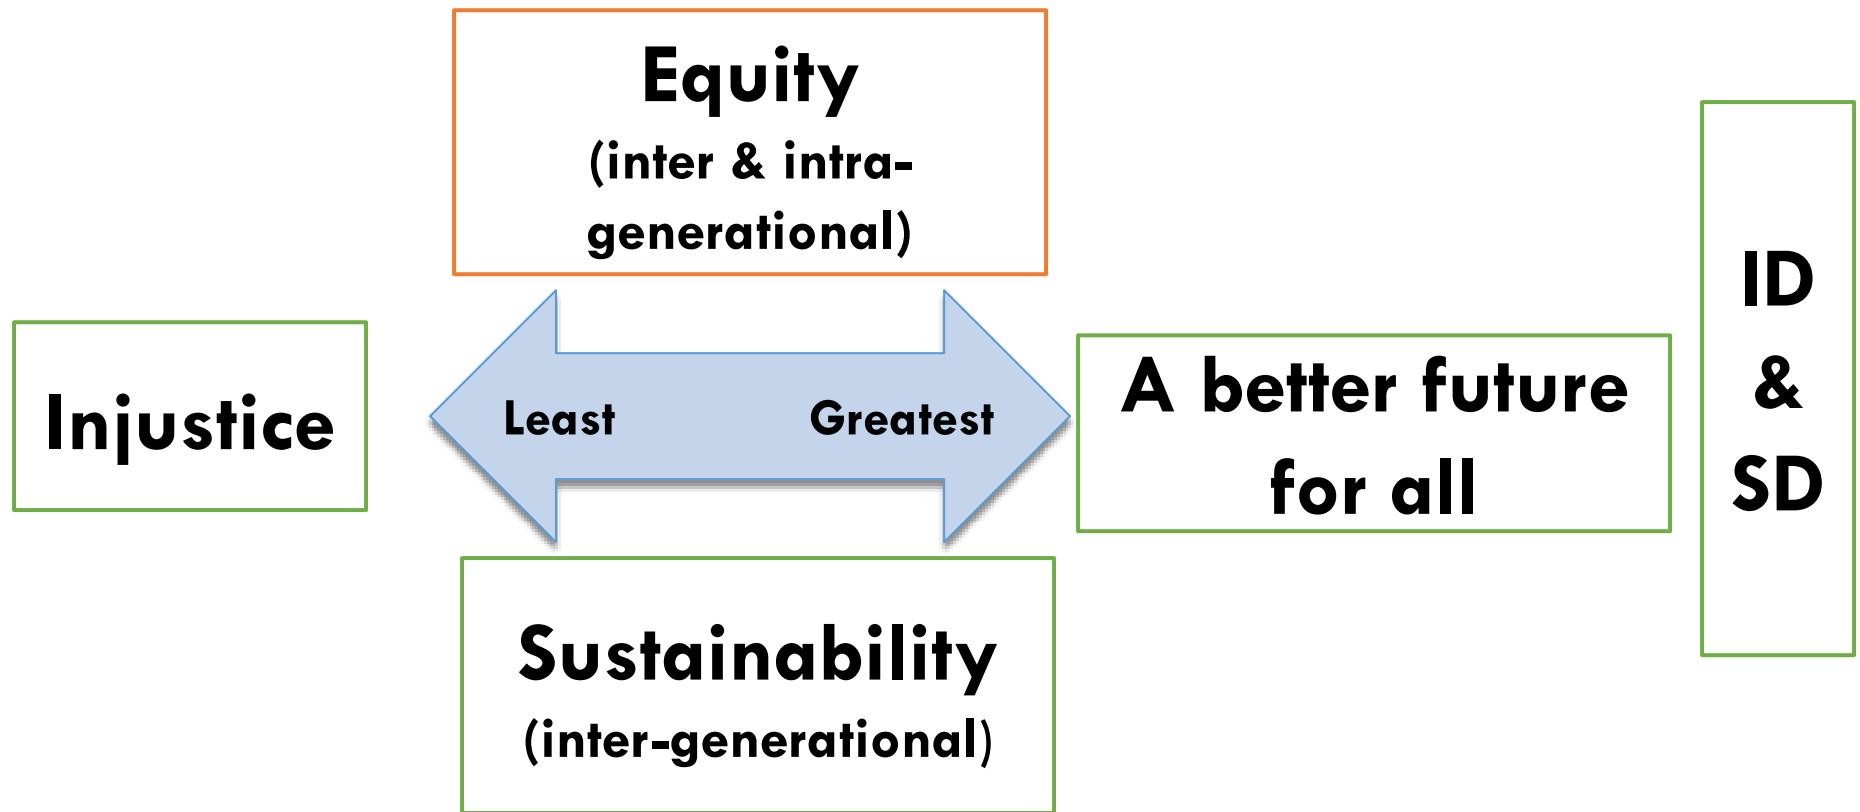 Equity
(inter & intra-
generational)
Injustice
Least
Greatest
A better future
for all
ID
&
SD
Sustainability
(inter-generational)